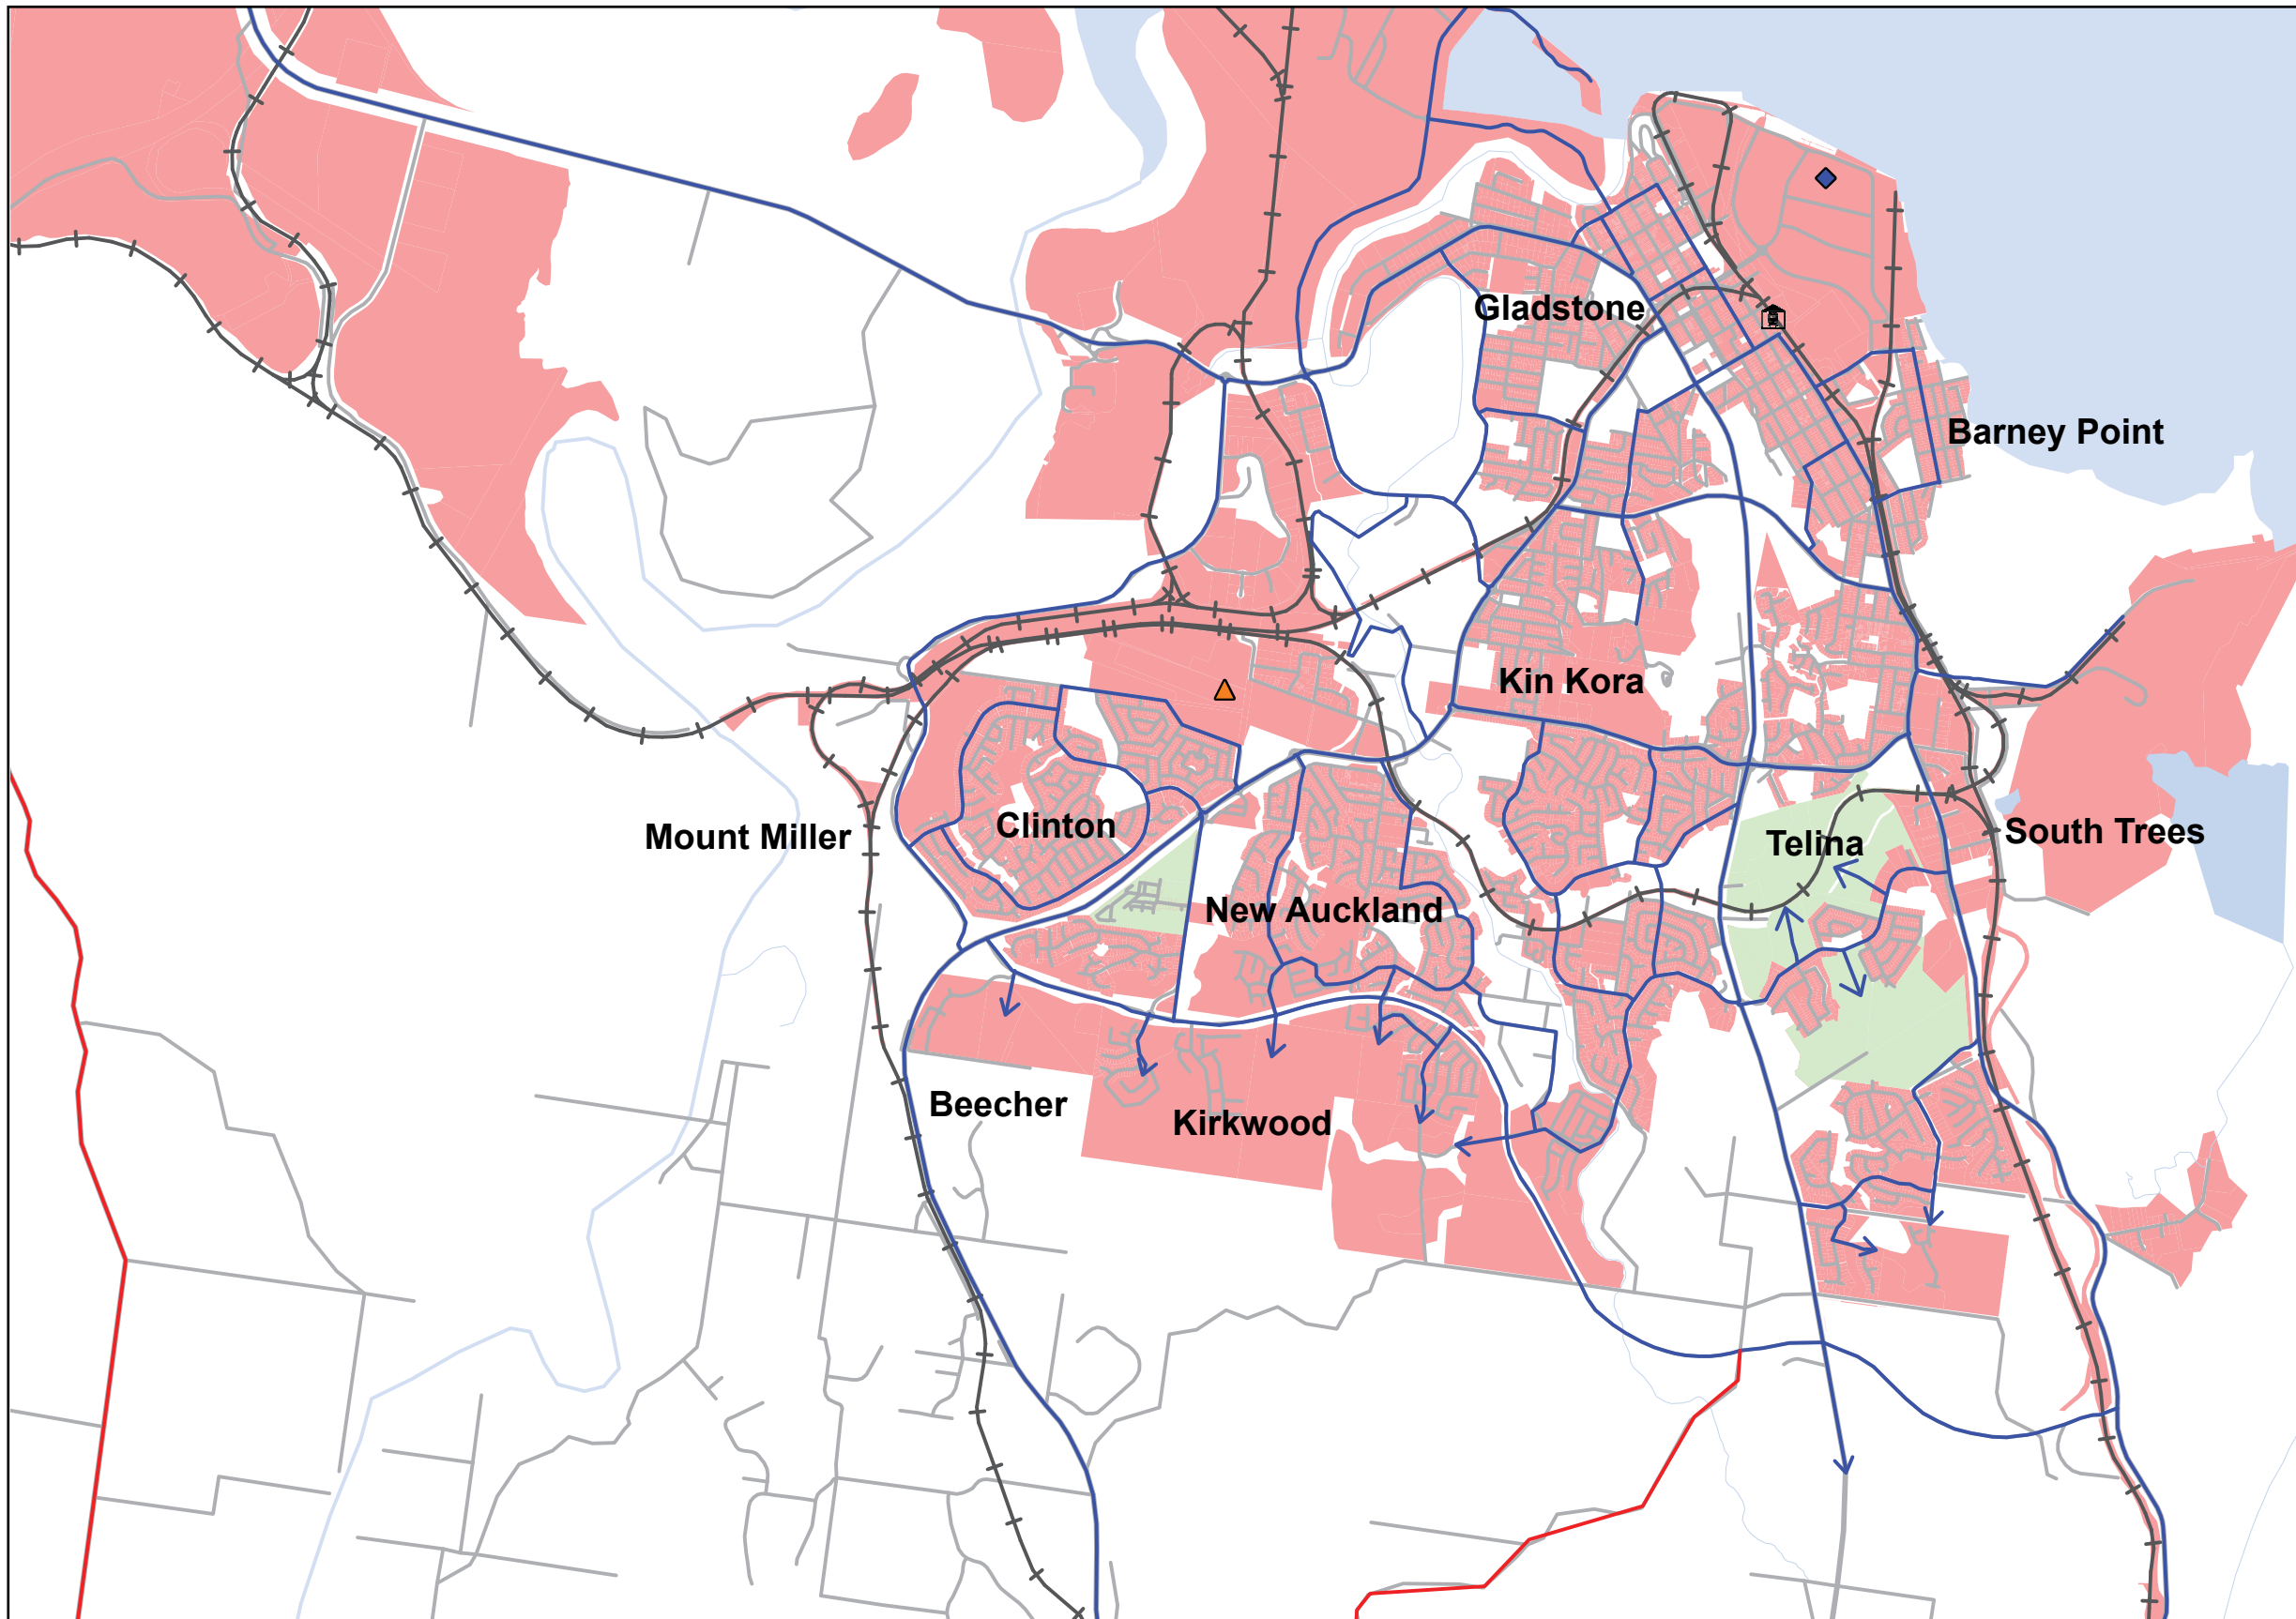 Gladstone
Barney Point
Kin Kora
Mount Miller
Clinton
Telina
South Trees
New Auckland
Beecher
Kirkwood